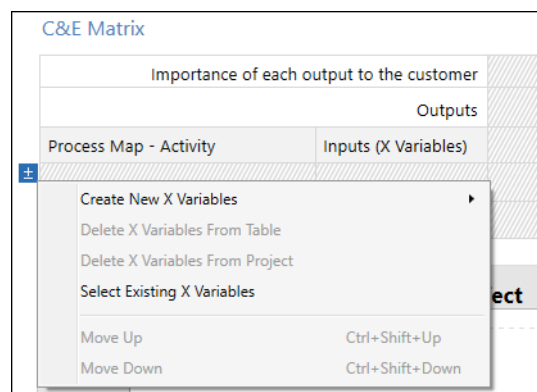 C&E Matrix
Importance of each output to the customer
Outputs
Process Map - Activity Inputs (X Variables)
±
Create New X Variables
Delete X Variables From Table
Delete X Variables From Project
Select Existing X Variables
ect
Move Up Ctrl+Shift+Up
Move Down Ctrl+Shift+Down